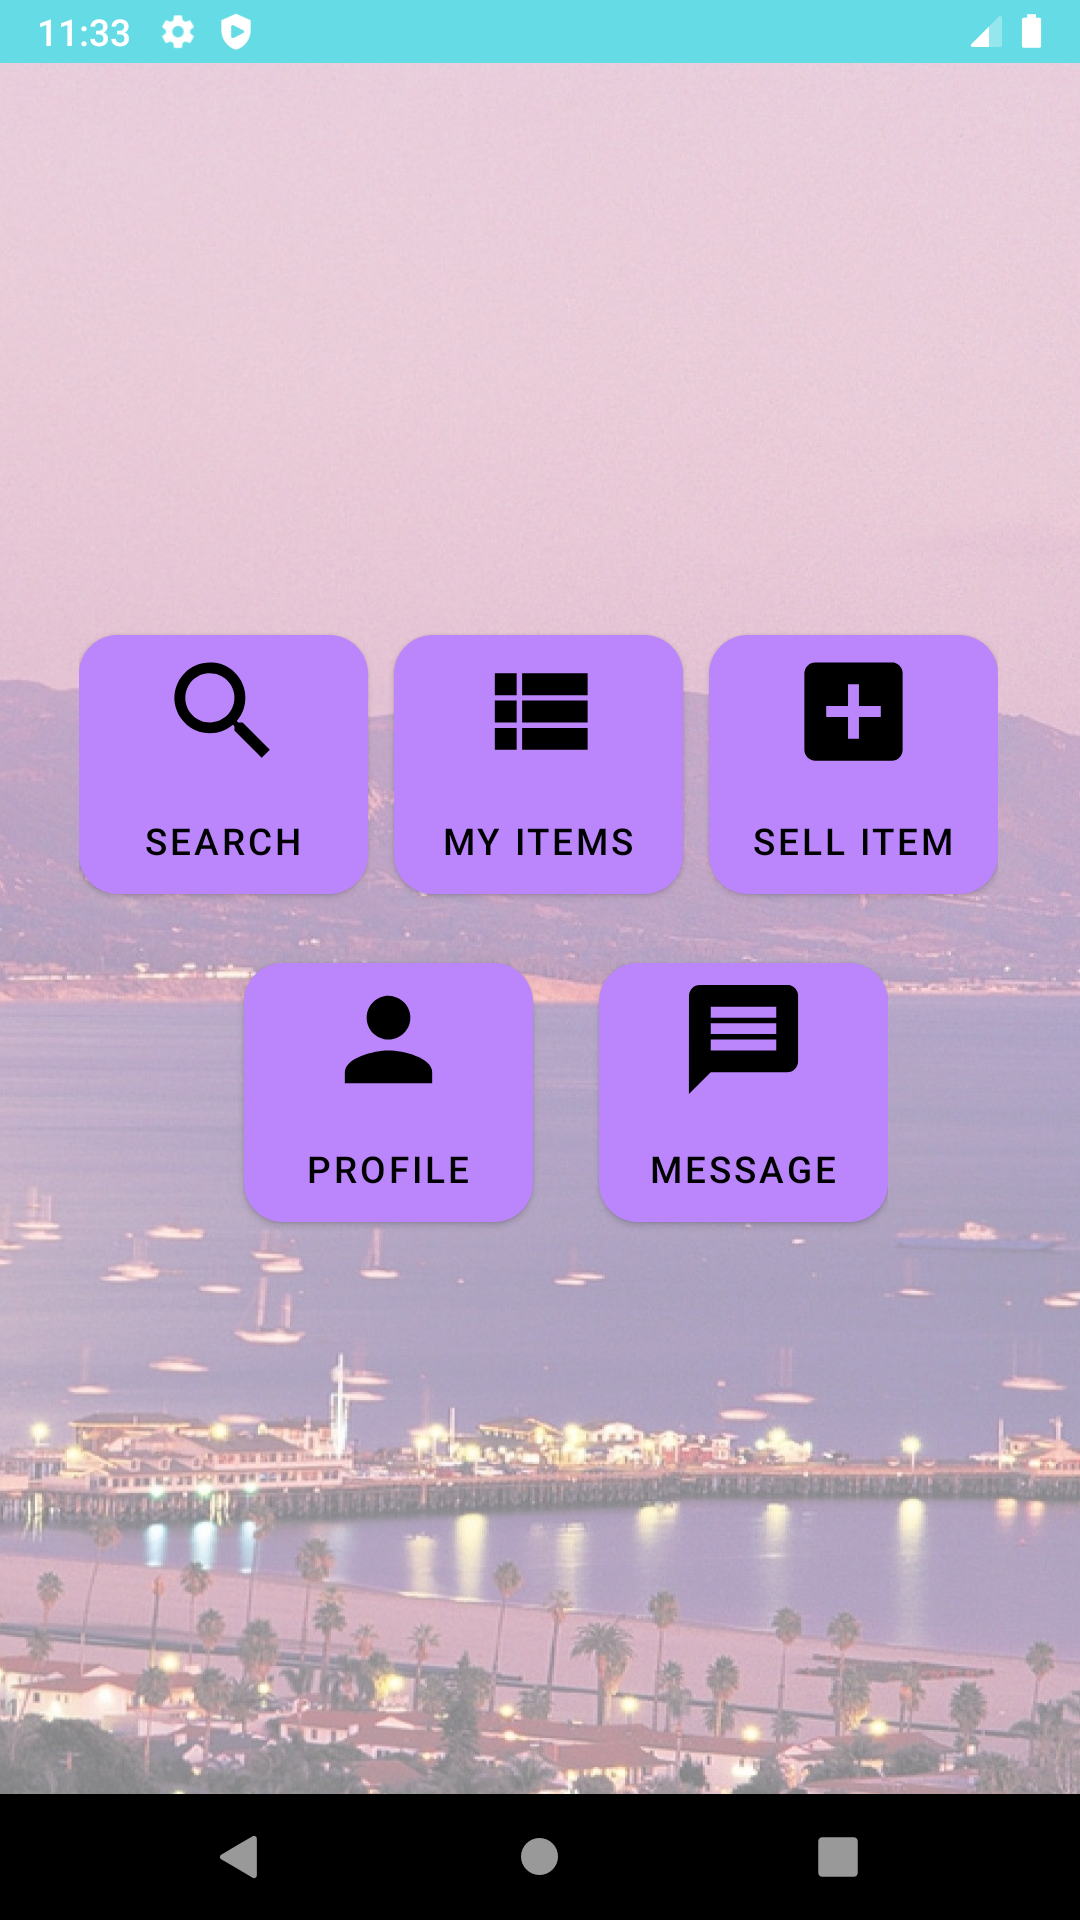 11:33
SEARCH
MY ITEMS
SELL ITEM
PROFILE
MESSAGE